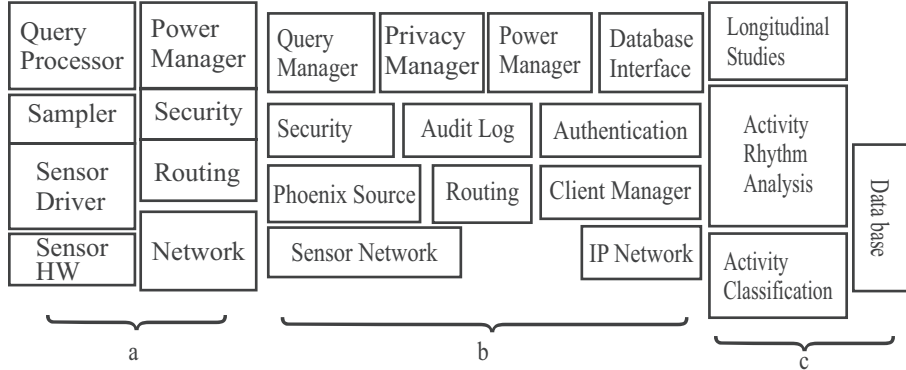 Query
Processor
Power
Manager
Sampler
Security
Sensor
Driver
Routing
Sensor
HW
Network
a
Query
Manager
Privacy
Manager
Power
Manager
Database
Interface
Security
Audit Log
Authentication
Phoenix Source
Routing
Client Manager
Sensor Network
IP Network
b
Longitudinal
Studies
Activity
Rhythm
Analysis
Activity
Classification
Data base
c